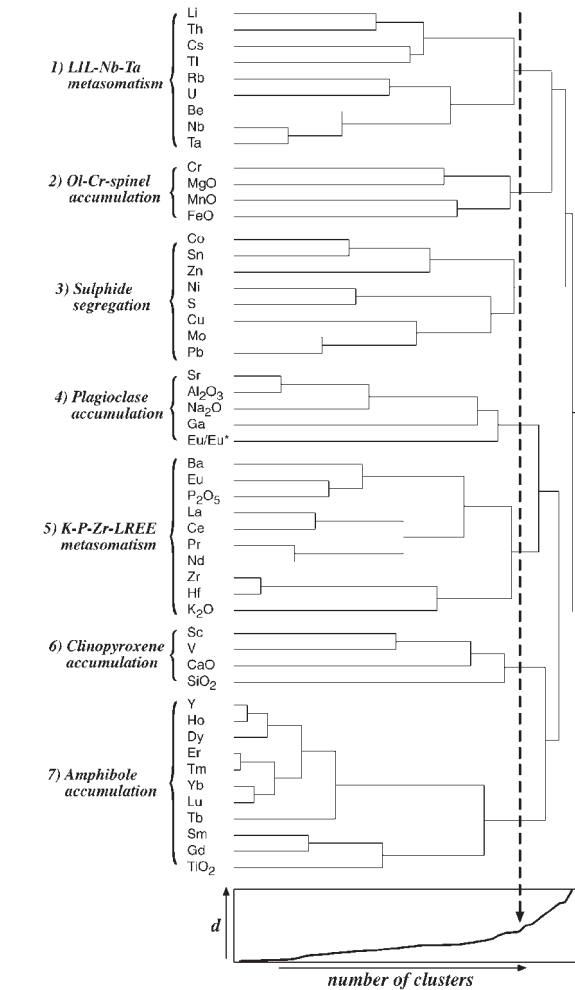 Li
Th
Cs
Tl
1) LIL-Nb-Ta
metasomatism
Rb
U
Be
Nb
Ta
Cr
2) Ol-Cr-spinel
MgO
accumulation
MnO
FeO
Co
Sn
Zn
3) Sulphide
Ni
segregation
S
Cu
Mo
Pb
Sr
4) Plagioclase
Al2O3
accumulation
Na2O
Ga
Eu/Eu*
Ba
Eu
P2O5
La
5) K-P-Zr-LREE
Ce
metasomatism
Pr
Nd
Zr
Hf
K2O
Sc
6) Clinopyroxene
V
accumulation
CaO
SiO2
Y
Ho
Dy
Er
7) Amphibole
Tm
accumulation
Yb
Lu
Tb
Sm
Gd
TiO2
d
number of clusters